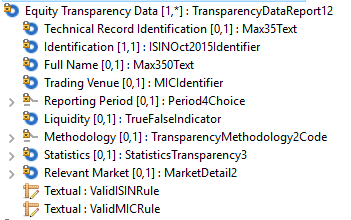 Equity Transparency Data [1,*] : TransparencyDataReport12
Technical Record Identification [0,1] : Max35Text
Identification [1,1] : ISINOct2015Identifier
Full Name [0,1] : Max350Text
Trading Venue [0,1] : MICIdentifier
Reporting Period [0,1] : Period4Choice
Liquidity [0,1] : TrueFalseIndicator
Methodology [0,1] : TransparencyMethodology2Code
Statistics [0,1] : StatisticsTransparency3
Relevant Market [0,1] : MarketDetail2
Textual : ValidISINRule
Textual : ValidMICRule